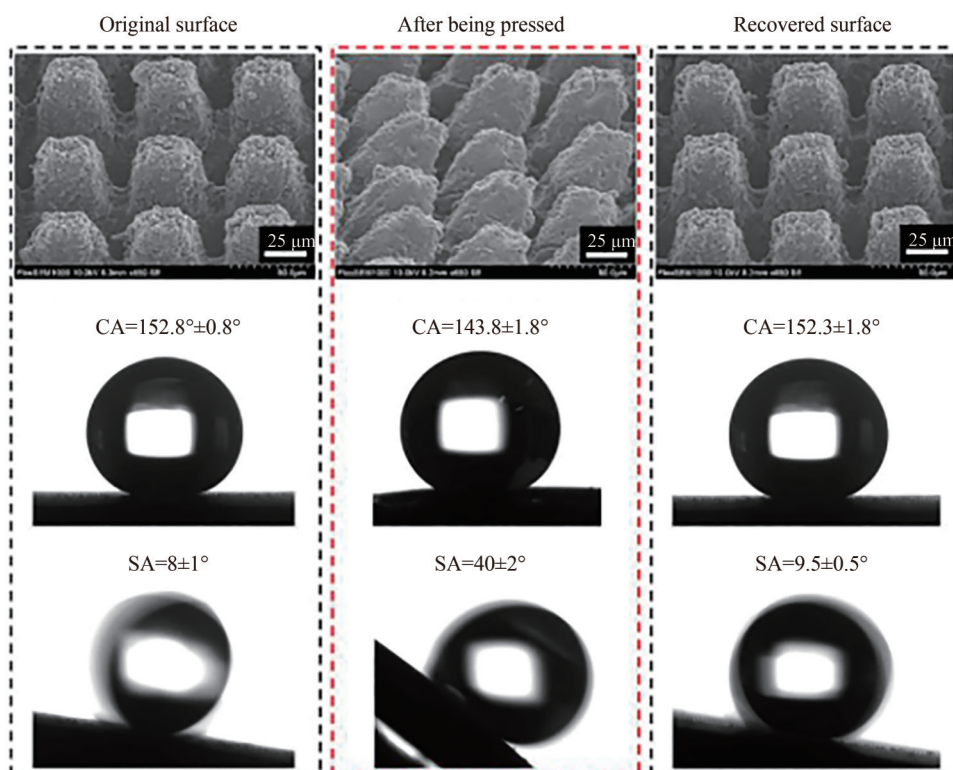 Original surface
After being pressed
Recovered surface
25 μm
25 μm
25 μm
CA=152.8°±0.8°
CA=143.8±1.8°
CA=152.3±1.8°
SA=8±1°
SA=40±2°
SA=9.5±0.5°